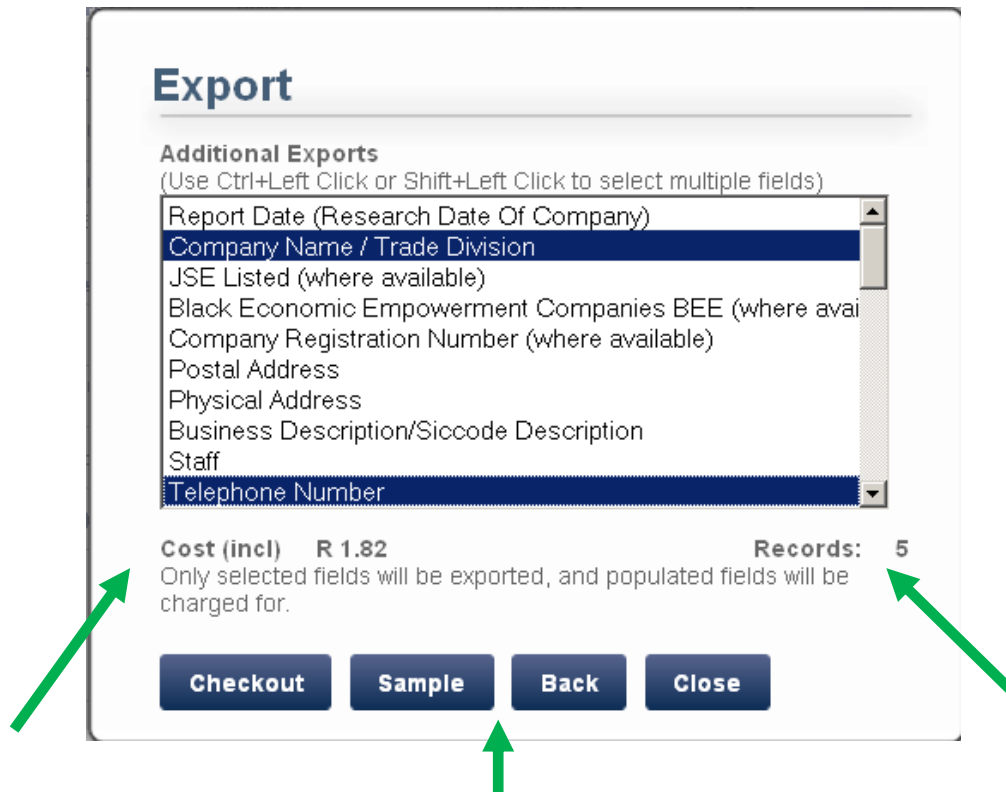 Export
Additional Exports
(Use Ctrl+Left Click or Shift+Left Click to select multiple fields)
Report Date (Research Date Of Company)
Company Name / Trade Division
JSE Listed (where available)
Black Economic Empowerment Companies BEE (where avai
Company Registration Number (where available)
Postal Address
Physical Address
Business Description/Siccode Description
Staff
Telephone Number
Cost (incl) R 1.82 Records: 5
Only selected fields will be exported, and populated fields will be
charged for.
Checkout Sample Back Close